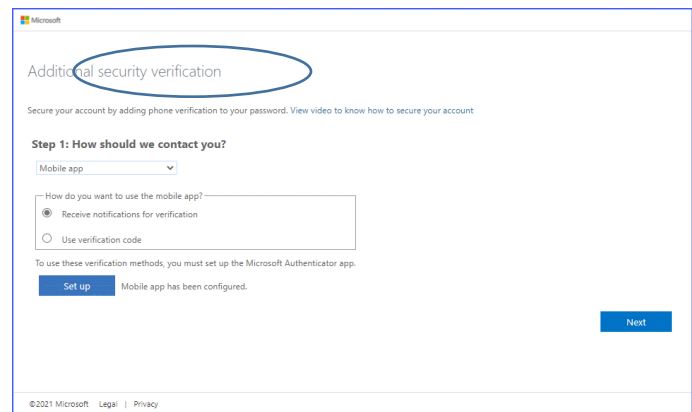 Microsoft
Additional security verification
Secure your account by adding phone verification to your password. View video to know how to secure your account
Step 1: How should we contact you?
Mobile app
How do you want to use the mobile app?
Receive notifications for verification
Use verification code
To use these verification methods, you must set up the Microsoft Authenticator app.
Set up Mobile app has been configured.
Next
©2021 Microsoft Legal | Privacy